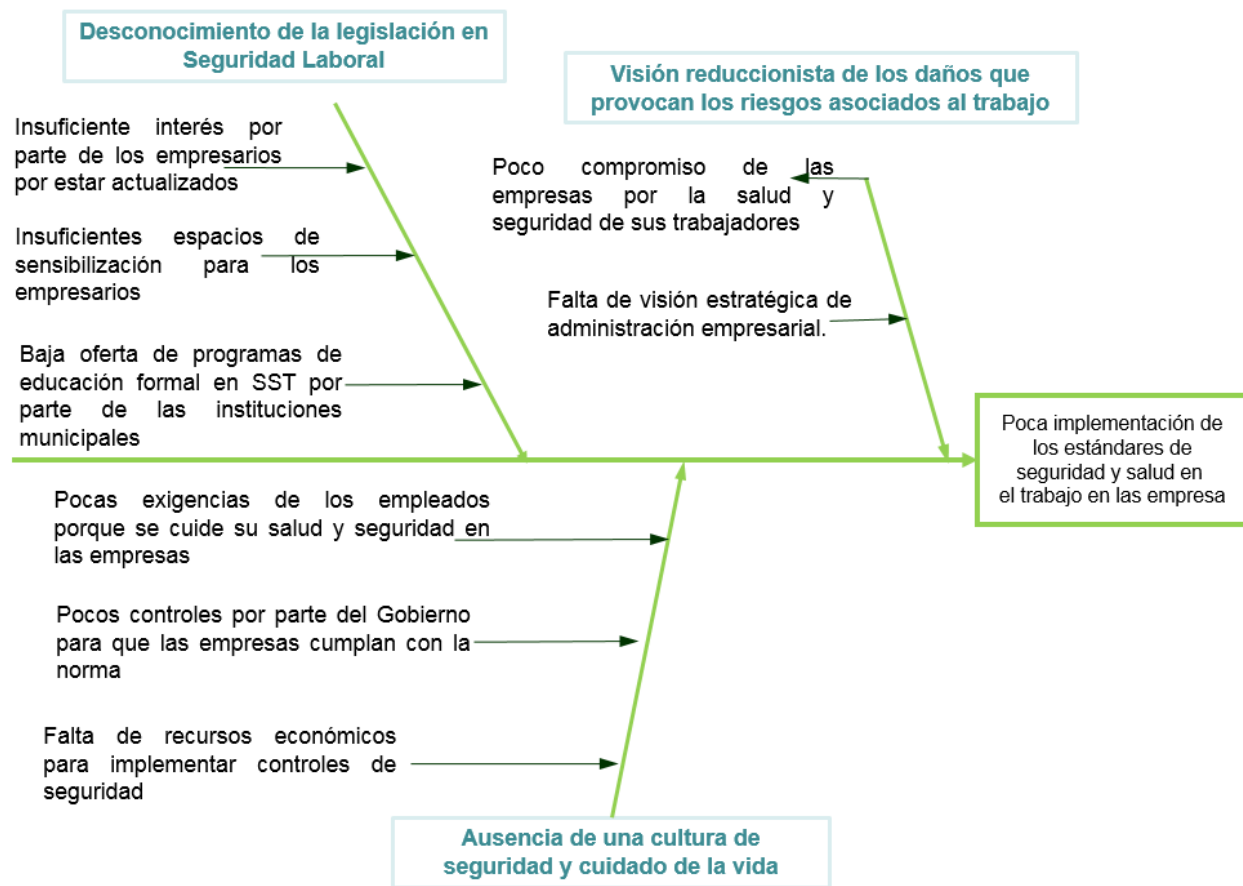 Desconocimiento de la legislación en
Seguridad Laboral
Visión reduccionista de los daños que
provocan los riesgos asociados al trabajo
Insuficiente interés por
parte de los empresarios
por estar actualizados
Insuficientes espacios de
sensibilización para los
empresarios
Baja oferta de programas de
educación formal en SST por
parte de las instituciones
municipales
Poco compromiso de las
empresas por la salud y
seguridad de sus trabajadores
Falta de visión estratégica de
administración empresarial.
Poca implementación de
los estándares de
seguridad y salud en
el trabajo en las empresa
Pocas exigencias de los empleados
porque se cuide su salud y seguridad en
las empresas
Pocos controles por parte del Gobierno
para que las empresas cumplan con la
norma
Falta de recursos económicos
para implementar controles de
seguridad
Ausencia de una cultura de
seguridad y cuidado de la vida